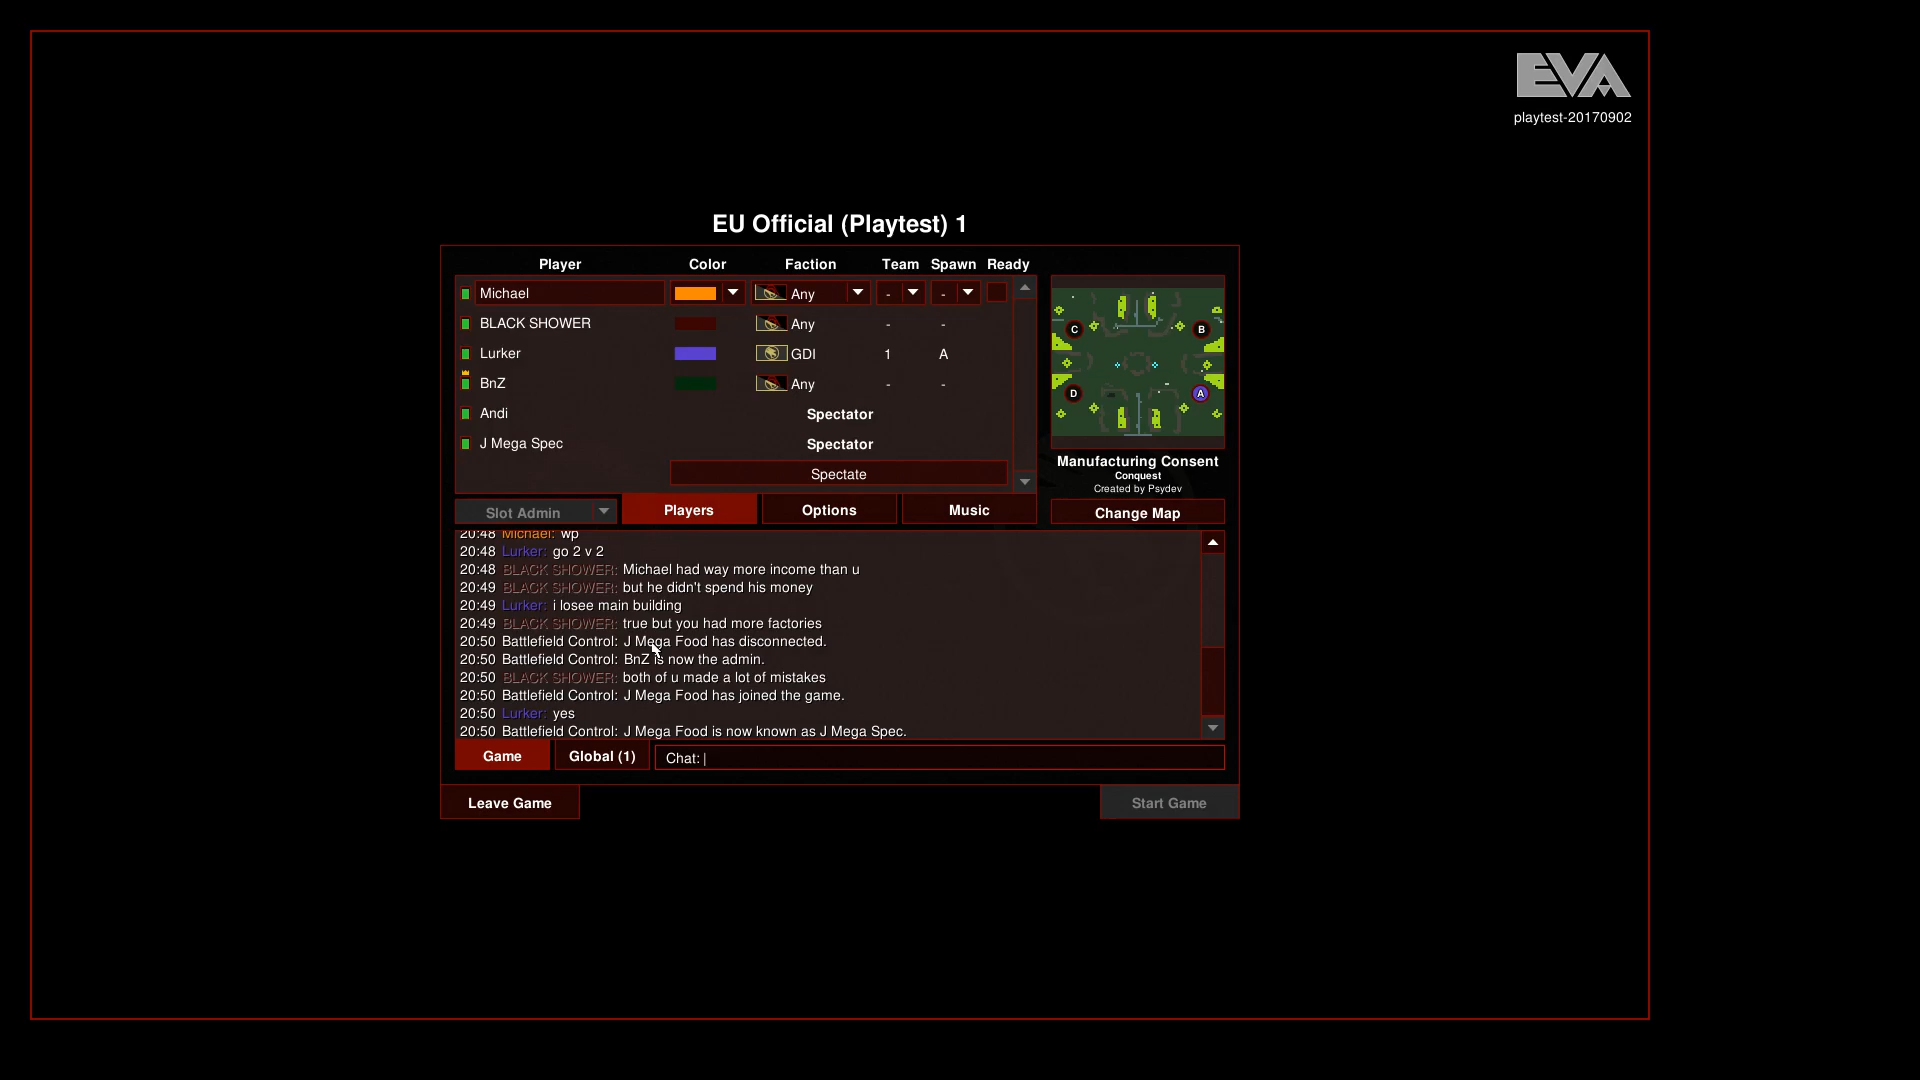 EVA
playtest-20170902
EU Official (Playtest) 1
Player Color Faction Team Spawn Ready
Michael Any - -
BLACK SHOWER Any - -
Lurker GDI 1 A
BnZ Any - -
Andi Spectator
J Mega Spec Spectator
Spectate
C B
D A
Manufacturing Consent
Conquest
Created by Psydev
Slot Admin Players Options Music Change Map
20:48 Michael: wp
20:48 Lurker: go 2 v 2
20:48 BLACK SHOWER: Michael had way more income than u
20:49 BLACK SHOWER: but he didn't spend his money
20:49 Lurker: i losee main building
20:49 BLACK SHOWER: true but you had more factories
20:50 Battlefield Control: J Mega Food has disconnected.
20:50 Battlefield Control: BnZ is now the admin.
20:50 BLACK SHOWER: both of u made a lot of mistakes
20:50 Battlefield Control: J Mega Food has joined the game.
20:50 Lurker: yes
20:50 Battlefield Control: J Mega Food is now known as J Mega Spec.
Game Global (1) Chat: |
Leave Game Start Game